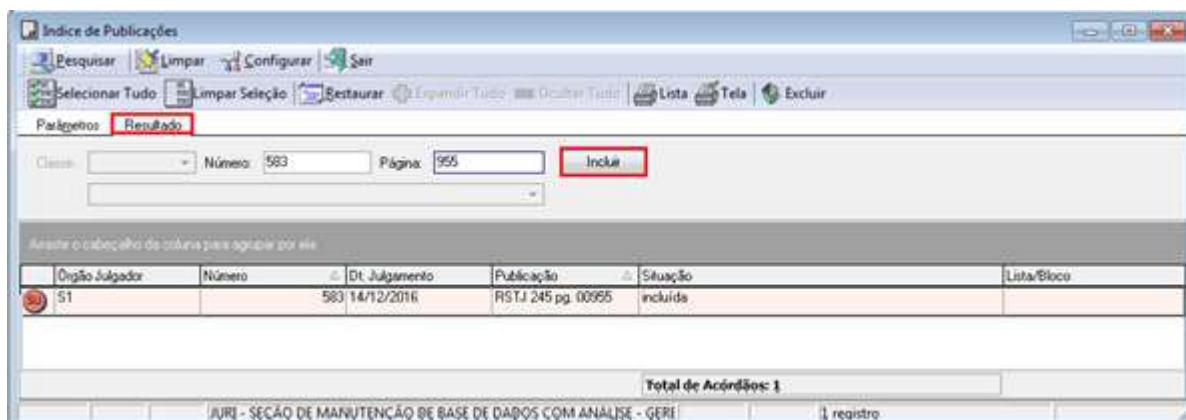 Indice de Publicações
Pesquisar Limpar Configurar Sair
Selecionar Tudo Limpar Seleção Restaurar Expandir Tudo Ocultar Tudo Lista Tela Excluir
Parâmetros Resultado
Classe: Número: 583 Página: 955 Incluir
Arraste o cabeçalho da coluna para agrupar por ele
Órgão Julgador Número Dt. Julgamento Publicação Situação Lista/Bloco
S1 583 14/12/2016 RSTJ 245 pg. 00955 incluída
Total de Acórdãos: 1
JURI - SEÇÃO DE MANUTENÇÃO DE BASE DE DADOS COM ANÁLISE - GERE 1 registro